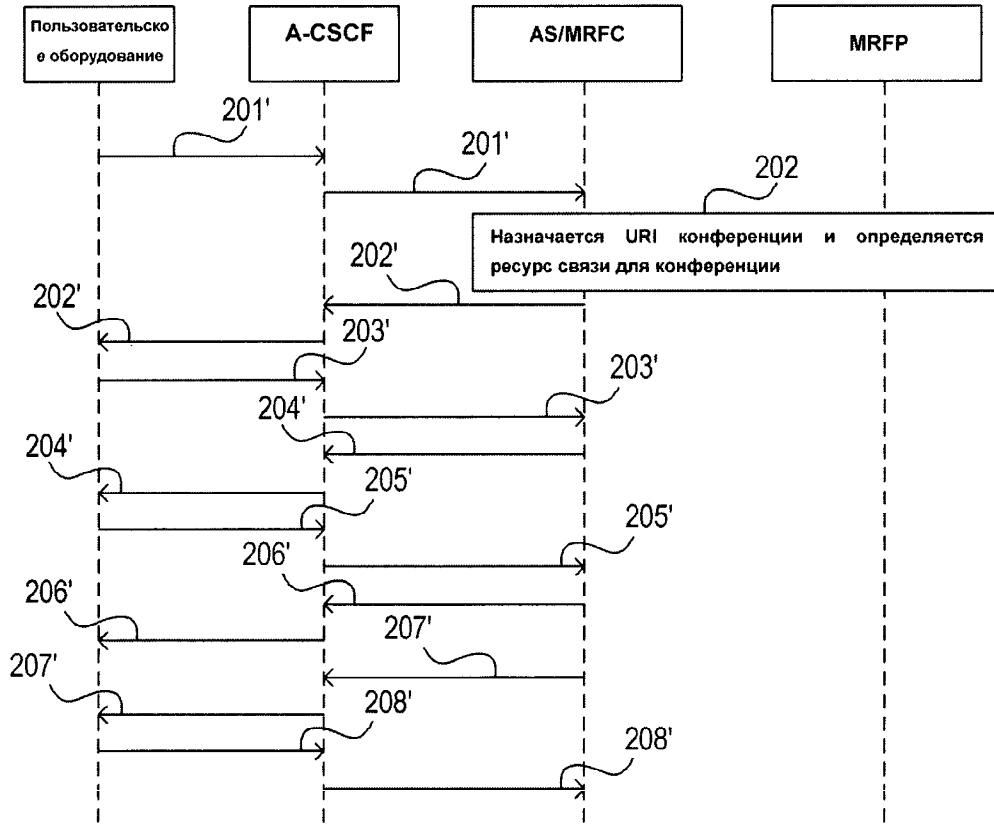 Пользовательско
е оборудование
A-CSCF
AS/MRFC
MRFP
201'
201'
202
Назначается URI конференции и определяется
ресурс связи для конференции
202'
202'
203'
203'
204'
204'
205'
205'
206'
206'
207'
207'
208'
208'